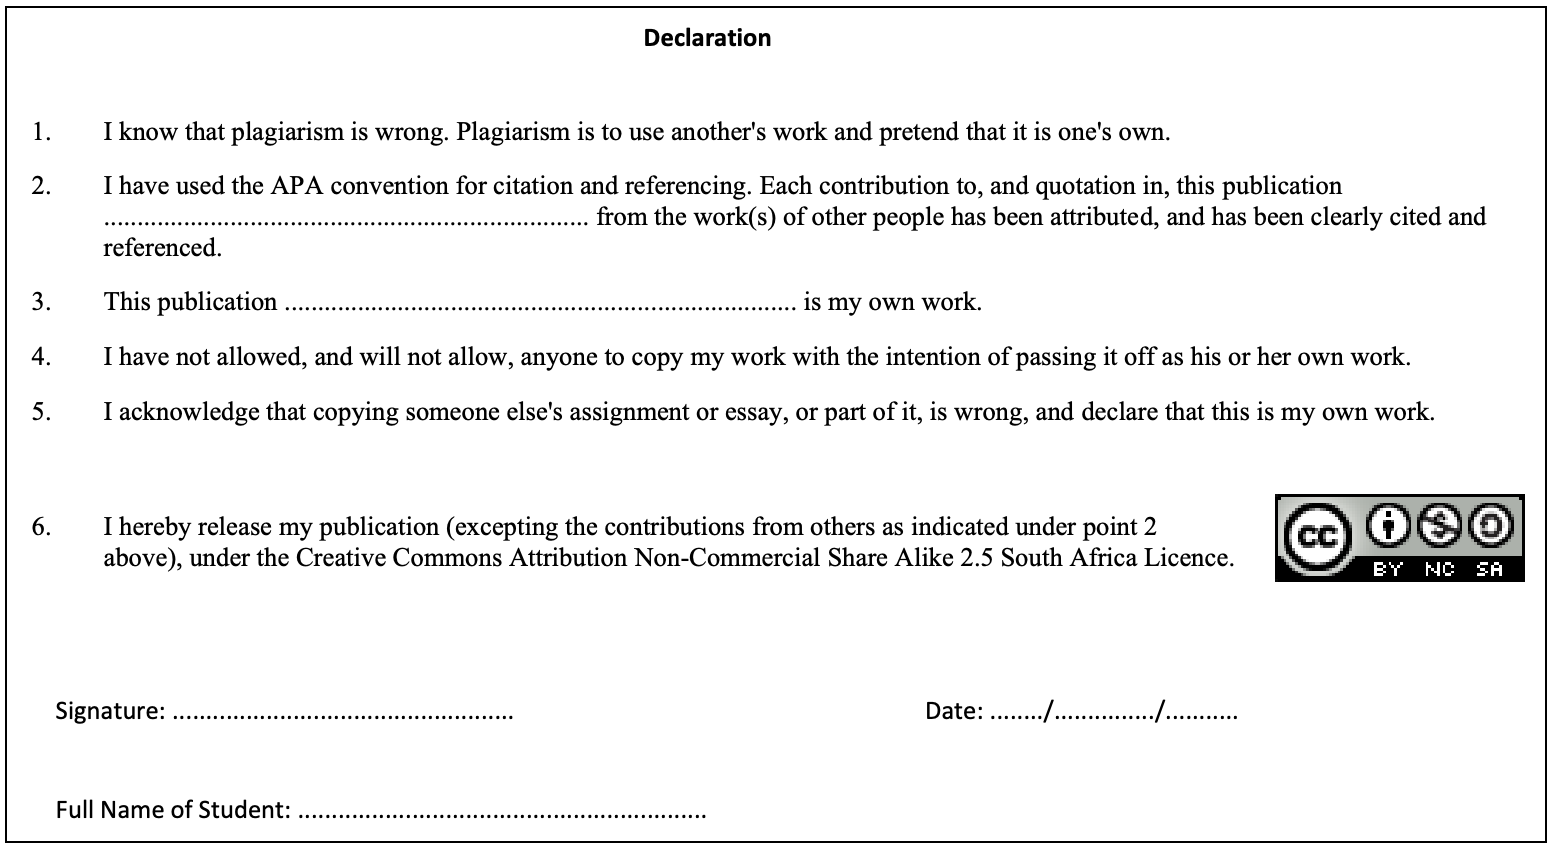 Declaration
1. I know that plagiarism is wrong. Plagiarism is to use another's work and pretend that it is one's own.
2. I have used the APA convention for citation and referencing. Each contribution to, and quotation in, this publication
......................................................................... from the work(s) of other people has been attributed, and has been clearly cited and
referenced.
3. This publication ............................................................................. is my own work.
4. I have not allowed, and will not allow, anyone to copy my work with the intention of passing it off as his or her own work.
5. I acknowledge that copying someone else's assignment or essay, or part of it, is wrong, and declare that this is my own work.
6. I hereby release my publication (excepting the contributions from others as indicated under point 2
above), under the Creative Commons Attribution Non-Commercial Share Alike 2.5 South Africa Licence.
cc
BY NC SA
Signature: ................................................... Date: ......../.............../...........
Full Name of Student: .............................................................